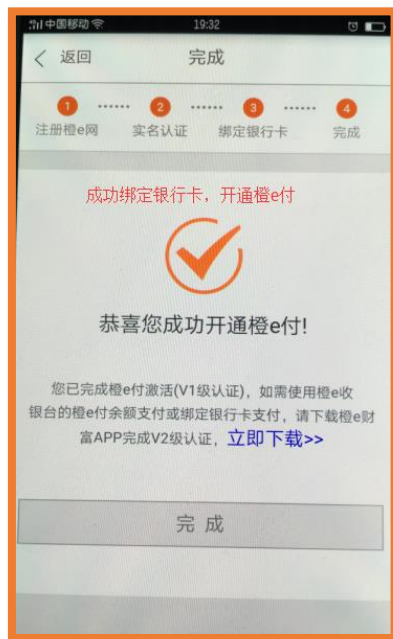 中国移动 19:32
返回 完成
1 ...... 2 ...... 3 ...... 4
注册橙e网 实名认证 绑定银行卡 完成
成功绑定银行卡，开通橙e付
恭喜您成功开通橙e付!
您已完成橙e付激活(V1级认证)，如需使用橙e收
银台的橙e付余额支付或绑定银行卡支付，请下载橙e财
富APP完成V2级认证，立即下载>>
完成